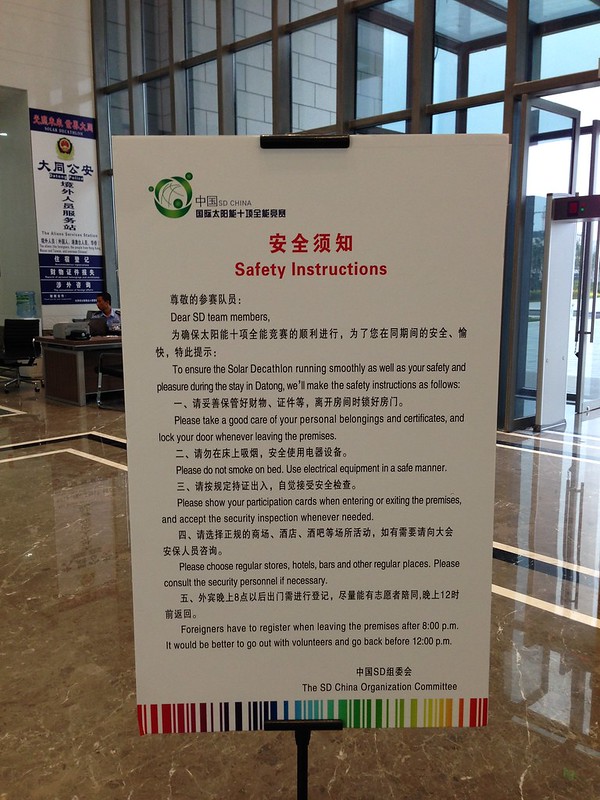 天圆地方 世界大同
SOLAR DECATHLON
大同公安
Datong Police
境外人员服务站
The Aliens Services Station
住宿登记
财物证件报失
涉外咨询
中国 SD CHINA
国际太阳能十项全能竞赛
安全须知
Safety Instructions
尊敬的参赛队员：
Dear SD team members,
为确保太阳能十项全能竞赛的顺利进行，为了您在同期间的安全、愉
快，特此提示：
To ensure the Solar Decathlon running smoothly as well as your safety and
pleasure during the stay in Datong, we'll make the safety instructions as follows:
一、请妥善保管好财物、证件等，离开房间时锁好房门。
Please take a good care of your personal belongings and certificates, and
lock your door whenever leaving the premises.
二、请勿在床上吸烟，安全使用电器设备。
Please do not smoke on bed. Use electrical equipment in a safe manner.
三、请按规定持证出入，自觉接受安全检查。
Please show your participation cards when entering or exiting the premises,
and accept the security inspection whenever needed.
四、请选择正规的商场、酒店、酒吧等场所活动，如有需要请向大会
安保人员咨询。
Please choose regular stores, hotels, bars and other regular places. Please
consult the security personnel if necessary.
五、外宾晚上8点以后出门需进行登记，尽量能有志愿者陪同,晚上12时
前返回。
Foreigners have to register when leaving the premises after 8:00 p.m.
It would be better to go out with volunteers and go back before 12:00 p.m.
中国SD组委会
The SD China Organization Committee